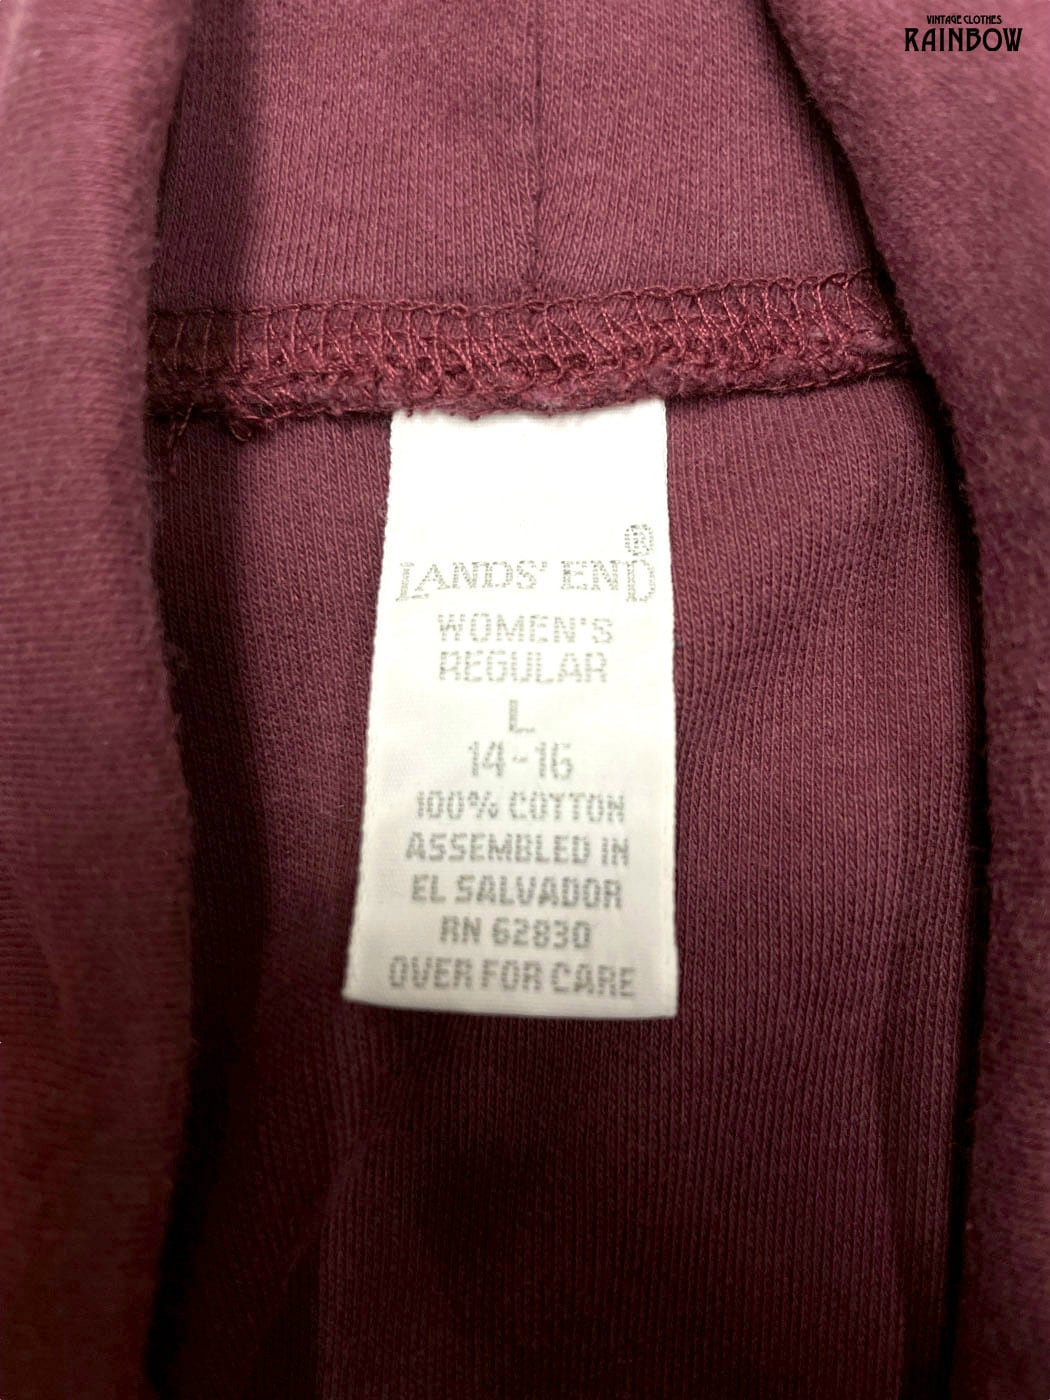 VINTAGE CLOTHES
RAINBOW
LANDS' END®
WOMEN'S
REGULAR
L
14-16
100% COTTON
ASSEMBLED IN
EL SALVADOR
RN 62830
OVER FOR CARE